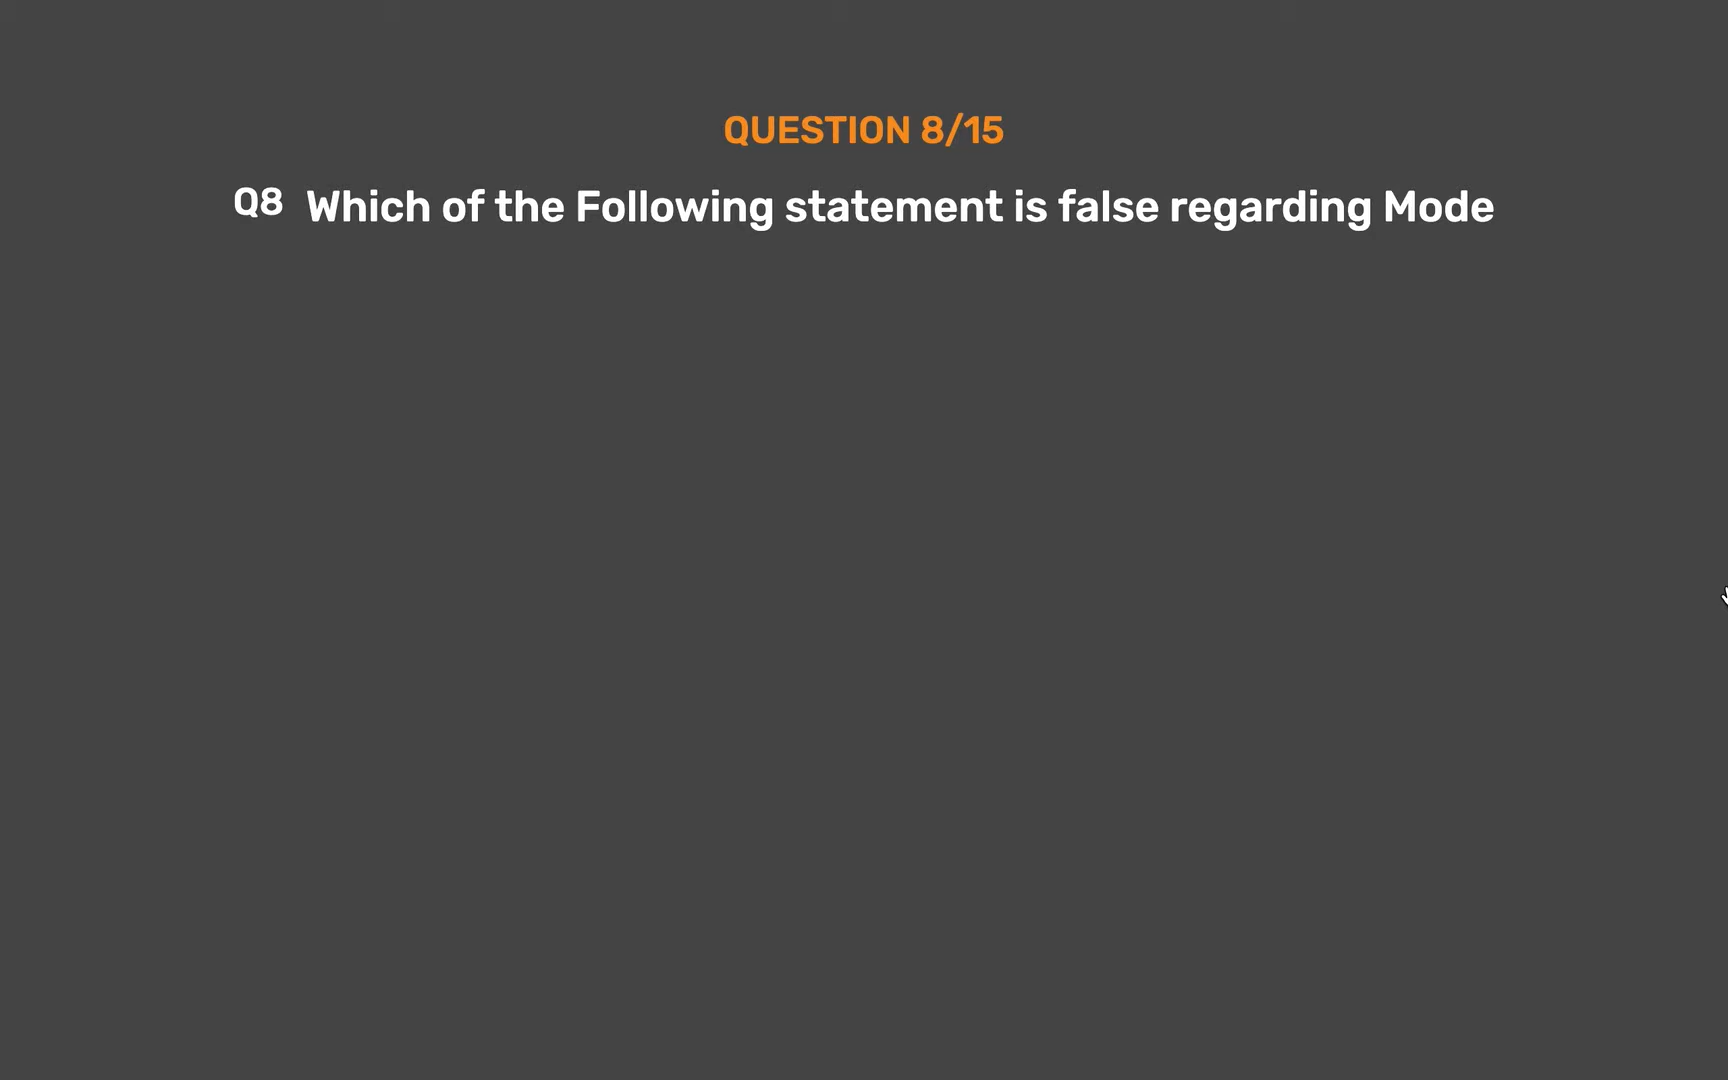 QUESTION 8/15
Q8 Which of the Following statement is false regarding Mode